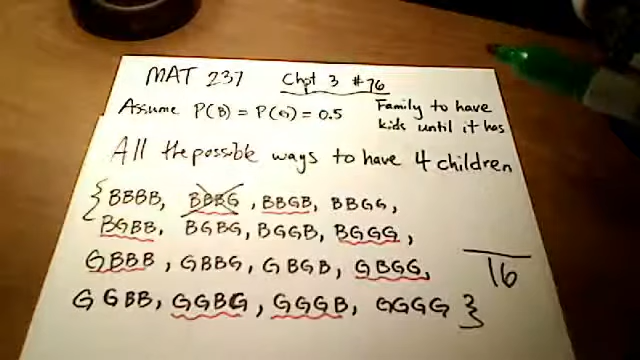 MAT 237 Chpt 3 #76
Assume P(B) = P(G) = 0.5
Family to have
kids until it has
All the possible ways to have 4 children
{ BBBB, BBBG, BBGB, BBGG,
BGBB, BGBG, BGGB, BGGG,
GBBB, GBBG, GBGB, GBGG,
GGBB, GGBG, GGGB, GGGG }
16